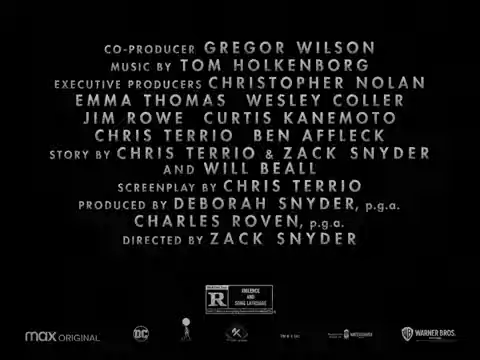 CO-PRODUCER GREGOR WILSON
MUSIC BY TOM HOLKENBORG
EXECUTIVE PRODUCERS CHRISTOPHER NOLAN
EMMA THOMAS WESLEY COLLER
JIM ROWE CURTIS KANEMOTO
CHRIS TERRIO BEN AFFLECK
STORY BY CHRIS TERRIO & ZACK SNYDER
AND WILL BEALL
SCREENPLAY BY CHRIS TERRIO
PRODUCED BY DEBORAH SNYDER, p.g.a.
CHARLES ROVEN, p.g.a.
DIRECTED BY ZACK SNYDER
R
VIOLENCE
AND
SOME LANGUAGE
max ORIGINAL
DC
WB
WARNER BROS.